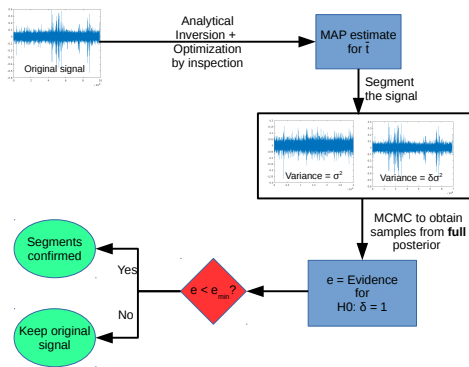 Original signal
Analytical
Inversion +
Optimization
by inspection
MAP estimate
for t̂
Segment
the signal
Variance = σ²
Variance = δσ²
MCMC to obtain
samples from full
posterior
e = Evidence
for
H0: δ = 1
e < e_min?
Yes
No
Segments
confirmed
Keep original
signal